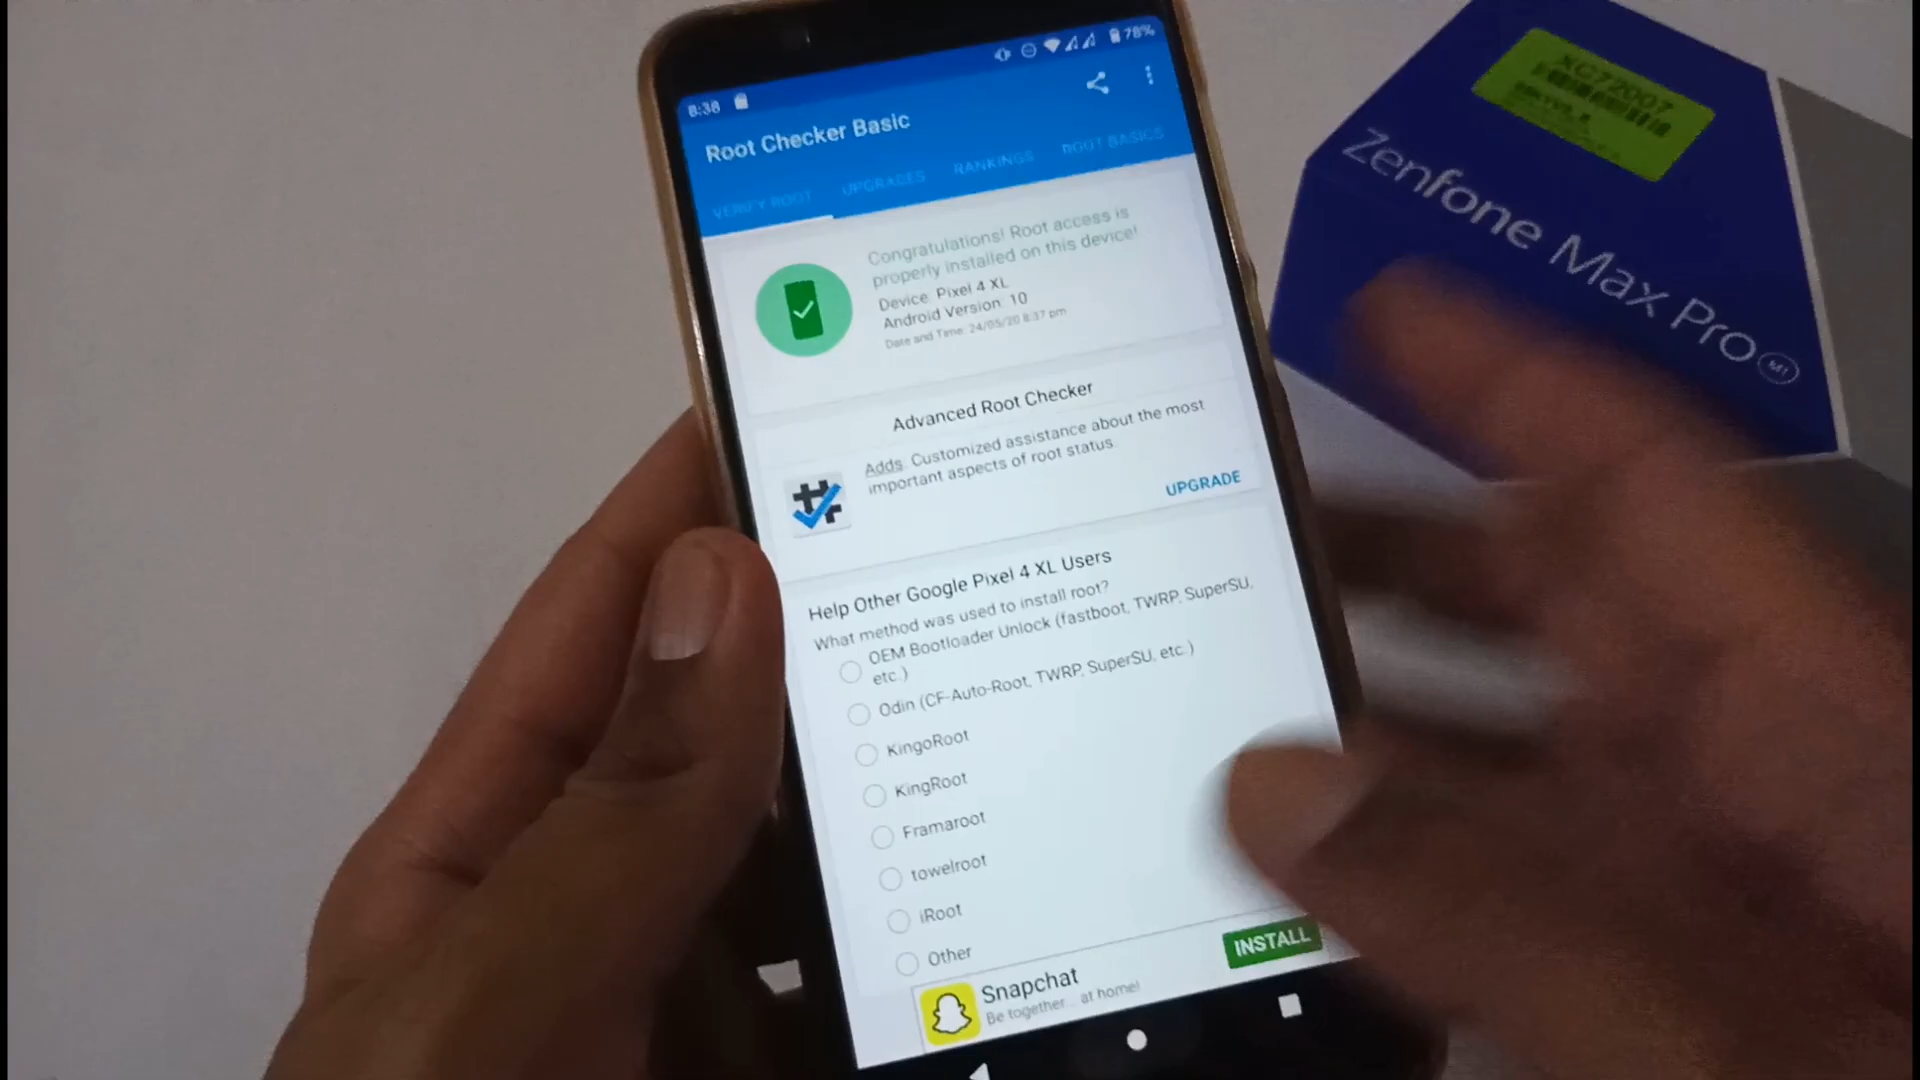 8:38
78%
Root Checker Basic
VERIFY ROOT
UPGRADES
RANKINGS
ROOT BASICS
Congratulations! Root access is
properly installed on this device!
Device: Pixel 4 XL
Android Version: 10
Date and Time: 24/05/20 8:37 pm
Advanced Root Checker
Adds: Customized assistance about the most
important aspects of root status.
UPGRADE
Help Other Google Pixel 4 XL Users
What method was used to install root?
OEM Bootloader Unlock (fastboot, TWRP, SuperSU,
etc.)
Odin (CF-Auto-Root, TWRP, SuperSU, etc.)
KingoRoot
KingRoot
Framaroot
towelroot
iRoot
Other
Snapchat
Be together... at home!
INSTALL
XC72007
Zenfone Max Pro
M1